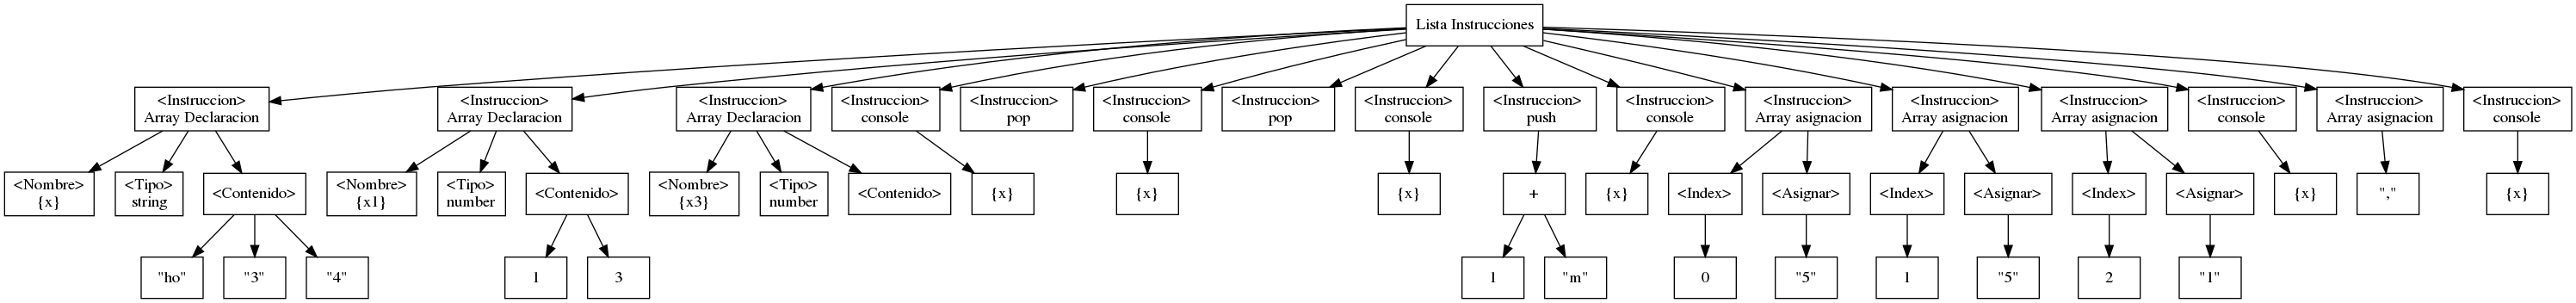 Lista Instrucciones
<Instruccion>
Array Declaracion
<Instruccion>
Array Declaracion
<Instruccion>
Array Declaracion
<Instruccion>
console
<Instruccion>
pop
<Instruccion>
console
<Instruccion>
pop
<Instruccion>
console
<Instruccion>
push
<Instruccion>
console
<Instruccion>
Array asignacion
<Instruccion>
Array asignacion
<Instruccion>
Array asignacion
<Instruccion>
console
<Instruccion>
Array asignacion
<Instruccion>
console
<Nombre>
{x}
<Tipo>
string
<Contenido>
<Nombre>
{x1}
<Tipo>
number
<Contenido>
<Nombre>
{x3}
<Tipo>
number
<Contenido>
{x}
{x}
{x}
+
{x}
<Index>
<Asignar>
<Index>
<Asignar>
<Index>
<Asignar>
{x}
","
{x}
"ho"
"3"
"4"
1
3
1
"m"
0
"5"
1
"5"
2
"1"